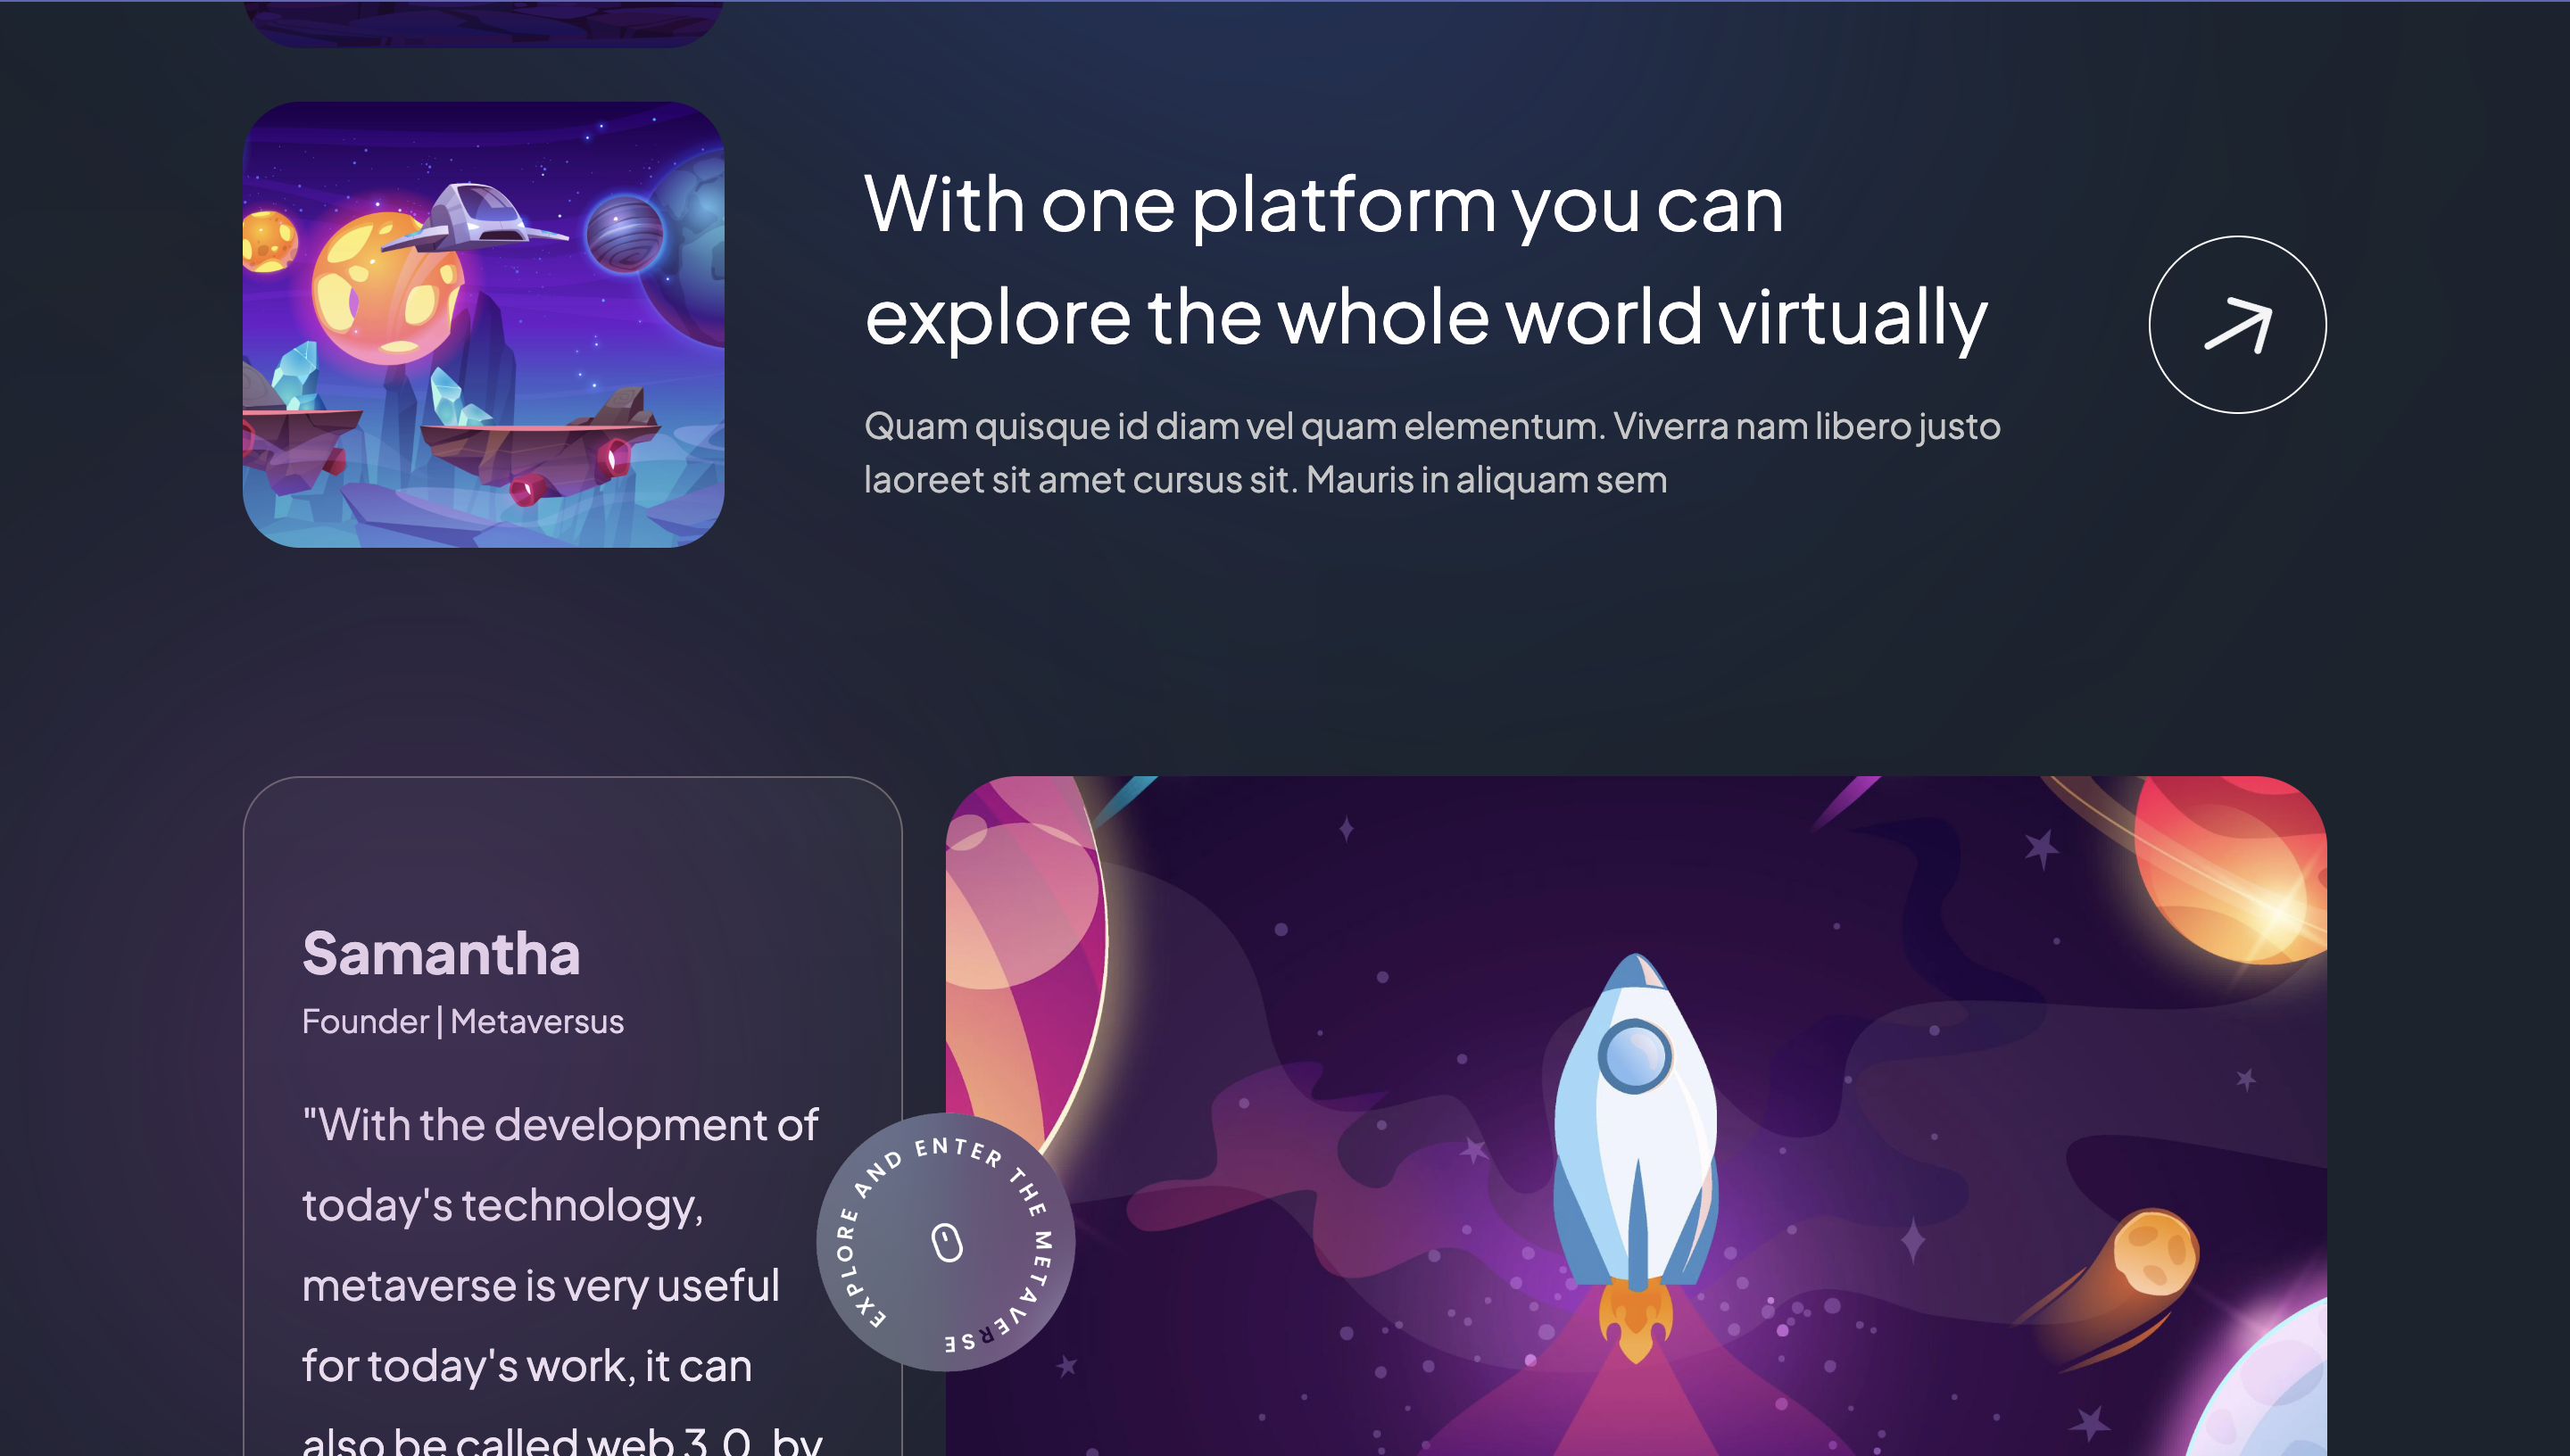 With one platform you can
explore the whole world virtually
Quam quisque id diam vel quam elementum. Viverra nam libero justo
laoreet sit amet cursus sit. Mauris in aliquam sem
Samantha
Founder | Metaversus
"With the development of
today's technology,
metaverse is very useful
for today's work, it can
also be called web 3.0. by
EXPLORE AND ENTER THE METAVERSE